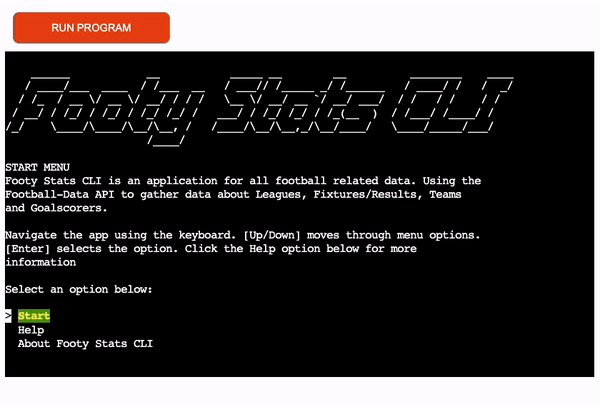 RUN PROGRAM
Footy Stats CLI
START MENU
Footy Stats CLI is an application for all football related data. Using the
Football-Data API to gather data about Leagues, Fixtures/Results, Teams
and Goalscorers.
Navigate the app using the keyboard. [Up/Down] moves through menu options.
[Enter] selects the option. Click the Help option below for more
information
Select an option below:
> Start
Help
About Footy Stats CLI